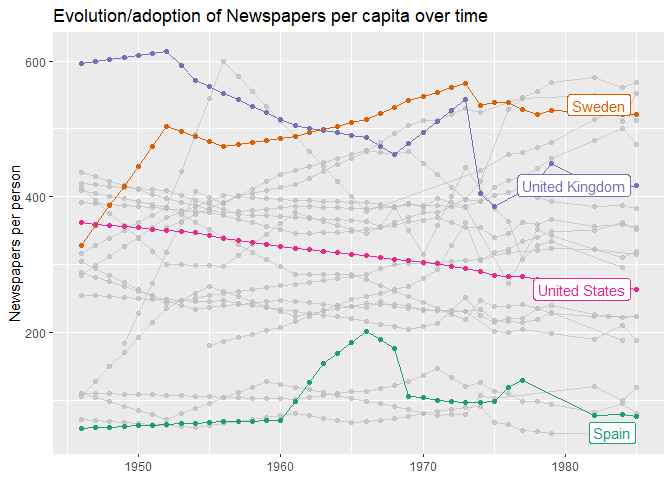 Evolution/adoption of Newspapers per capita over time
Newspapers per person
600
400
200
Sweden
United Kingdom
United States
Spain
1950
1960
1970
1980